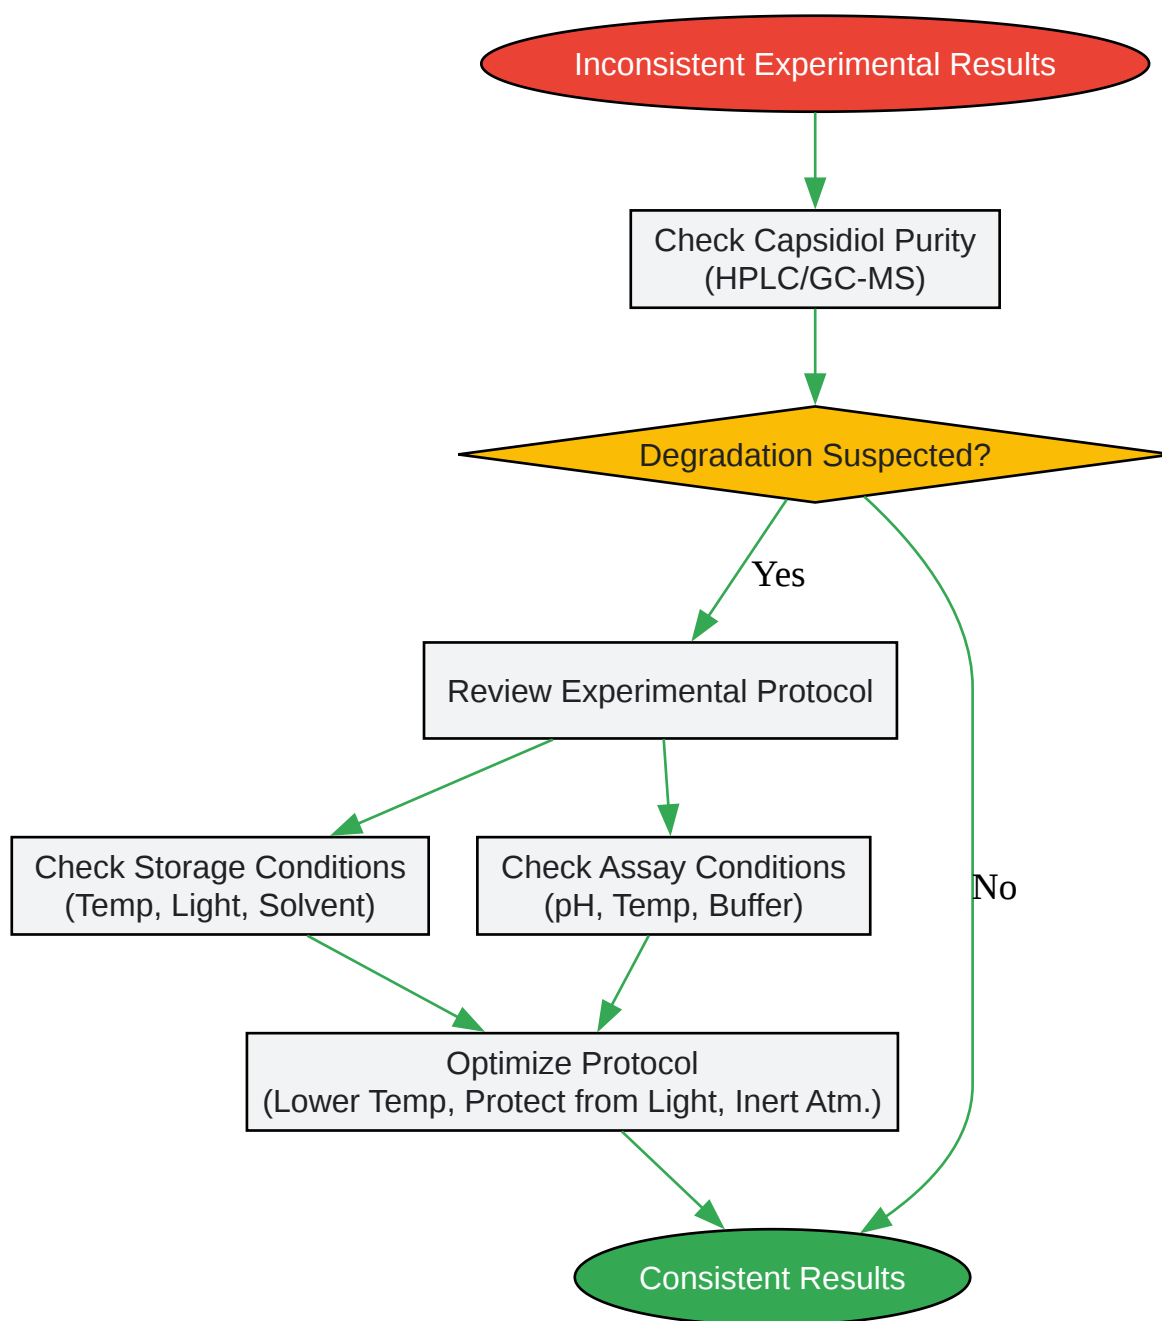 Inconsistent Experimental Results
Check Capsidiol Purity
(HPLC/GC-MS)
Degradation Suspected?
Yes
Review Experimental Protocol
Check Storage Conditions
(Temp, Light, Solvent)
Check Assay Conditions
(pH, Temp, Buffer)
No
Optimize Protocol
(Lower Temp, Protect from Light, Inert Atm.)
Consistent Results